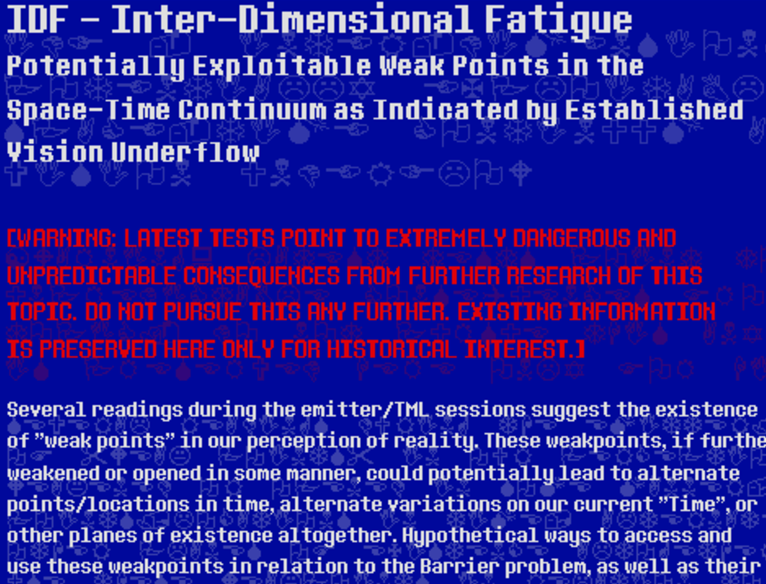 IDF - Inter-Dimensional Fatigue
Potentially Exploitable Weak Points in the
Space-Time Continuum as Indicated by Established
Vision Underflow
[WARNING: LATEST TESTS POINT TO EXTREMELY DANGEROUS AND
UNPREDICTABLE CONSEQUENCES FROM FURTHER RESEARCH OF THIS
TOPIC. DO NOT PURSUE THIS ANY FURTHER. EXISTING INFORMATION
IS PRESERVED HERE ONLY FOR HISTORICAL INTEREST.]
Several readings during the emitter/TML sessions suggest the existence
of "weak points" in our perception of reality. These weakpoints, if furthe
weakened or opened in some manner, could potentially lead to alternate
points/locations in time, alternate variations on our current "Time", or
other planes of existence altogether. Hypothetical ways to access and
use these weakpoints in relation to the Barrier problem, as well as their